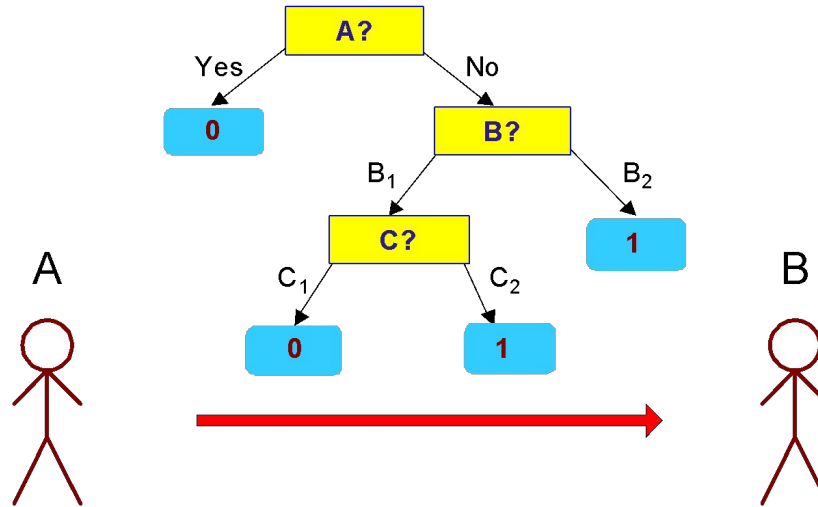 A?
Yes No
0 B?
B₁ B₂
C? 1
A B
C₁ C₂
0 1